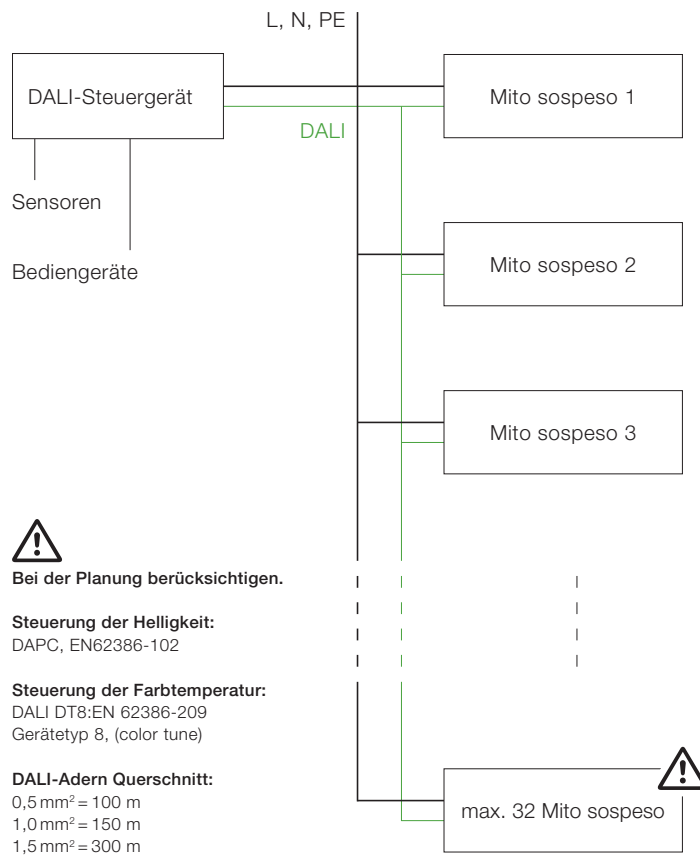 L, N, PE
DALI-Steuergerät
Mito sospeso 1
DALI
Sensoren
Bediengeräte
Mito sospeso 2
Mito sospeso 3
Bei der Planung berücksichtigen.
Steuerung der Helligkeit:
DAPC, EN62386-102
Steuerung der Farbtemperatur:
DALI DT8:EN 62386-209
Gerätetyp 8, (color tune)
DALI-Adern Querschnitt:
0,5 mm² = 100 m
1,0 mm² = 150 m
1,5 mm² = 300 m
max. 32 Mito sospeso